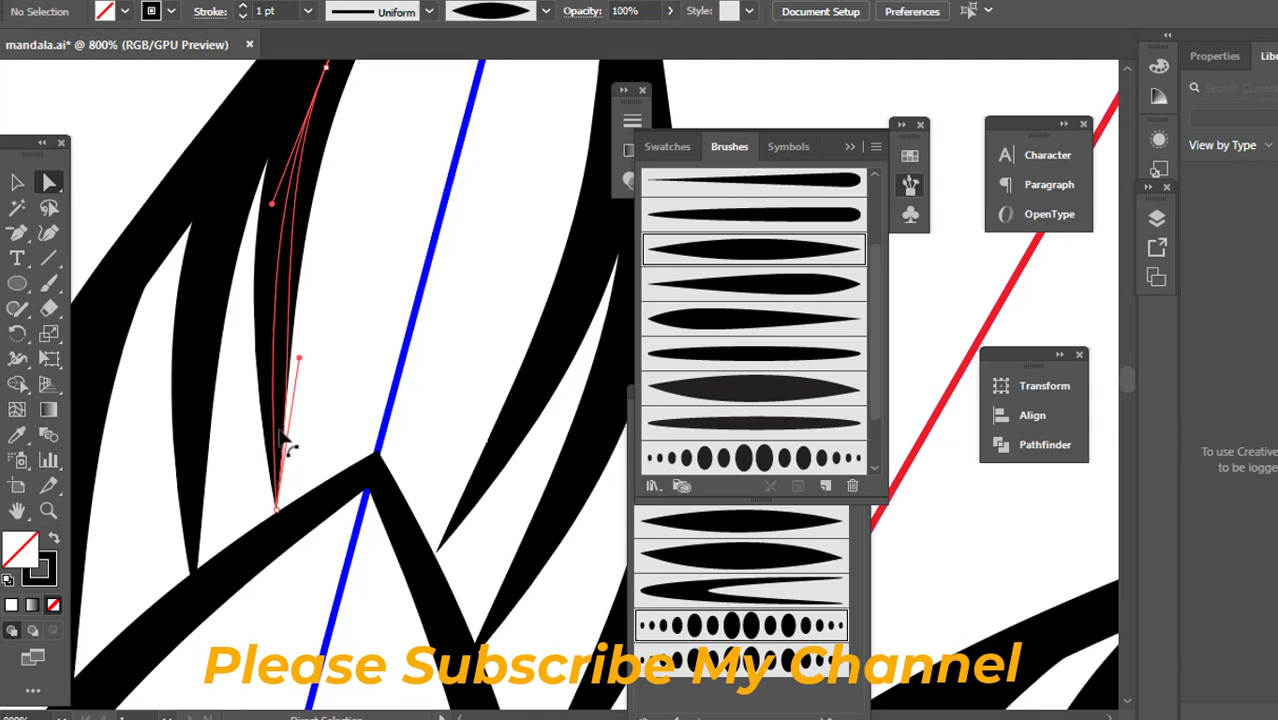 No Selection
Stroke:
1 pt
Uniform
Opacity:
100%
Style:
Document Setup
Preferences
mandala.ai* @ 800% (RGB/GPU Preview)
Properties
Swatches
Brushes
Symbols
Character
Paragraph
OpenType
View by Type
Transform
Align
Pathfinder
To use Creative
to be logge
Please Subscribe My Channel
Direct Selection